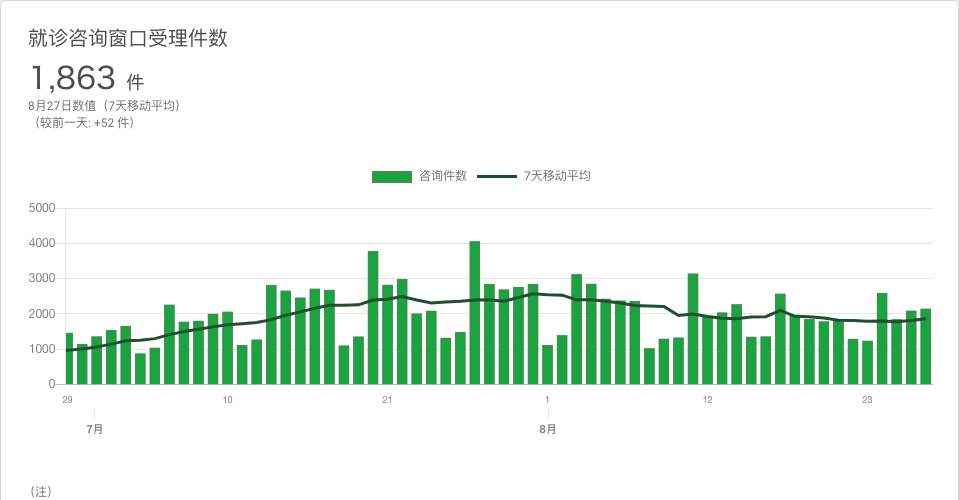 就诊咨询窗口受理件数
1,863 件
8月27日数值（7天移动平均）
（较前一天: +52 件）
咨询件数 7天移动平均
5000
4000
3000
2000
1000
0
29 10 21 1 12 23
7月 8月
（注）